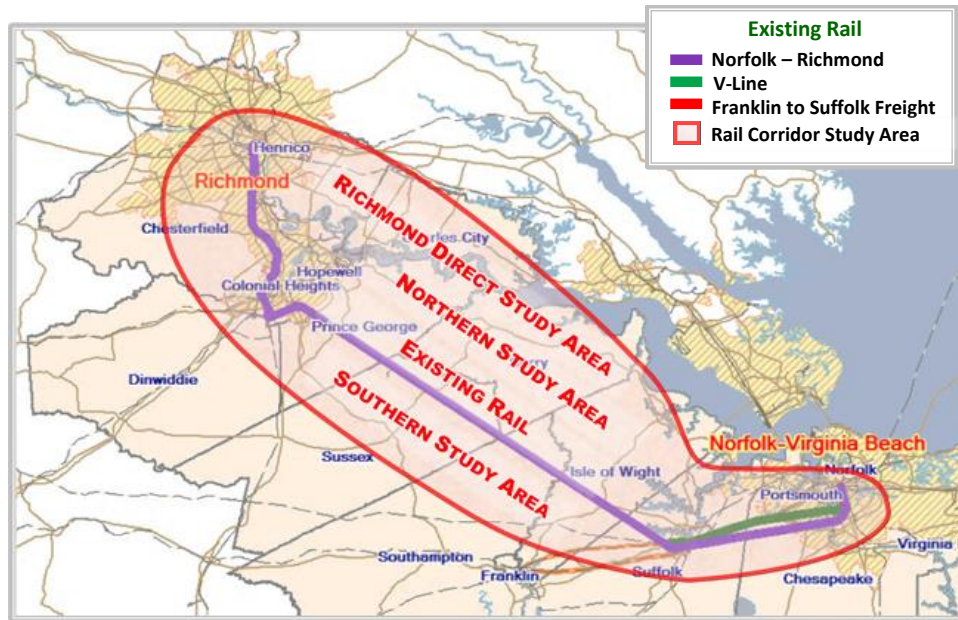 Existing Rail
Norfolk – Richmond
V-Line
Franklin to Suffolk Freight
Rail Corridor Study Area
Henrico
Richmond
RICHMOND DIRECT STUDY AREA
Chesterfield
City
Hopewell
Colonial Heights
NORTHERN STUDY AREA
Prince George
EXISTING RAIL
Dinwiddie
SOUTHERN STUDY AREA
Norfolk-Virginia Beach
Sussex
Isle of Wight
Norfolk
Portsmouth
Southampton
Franklin
Suffolk
Virginia
Chesapeake